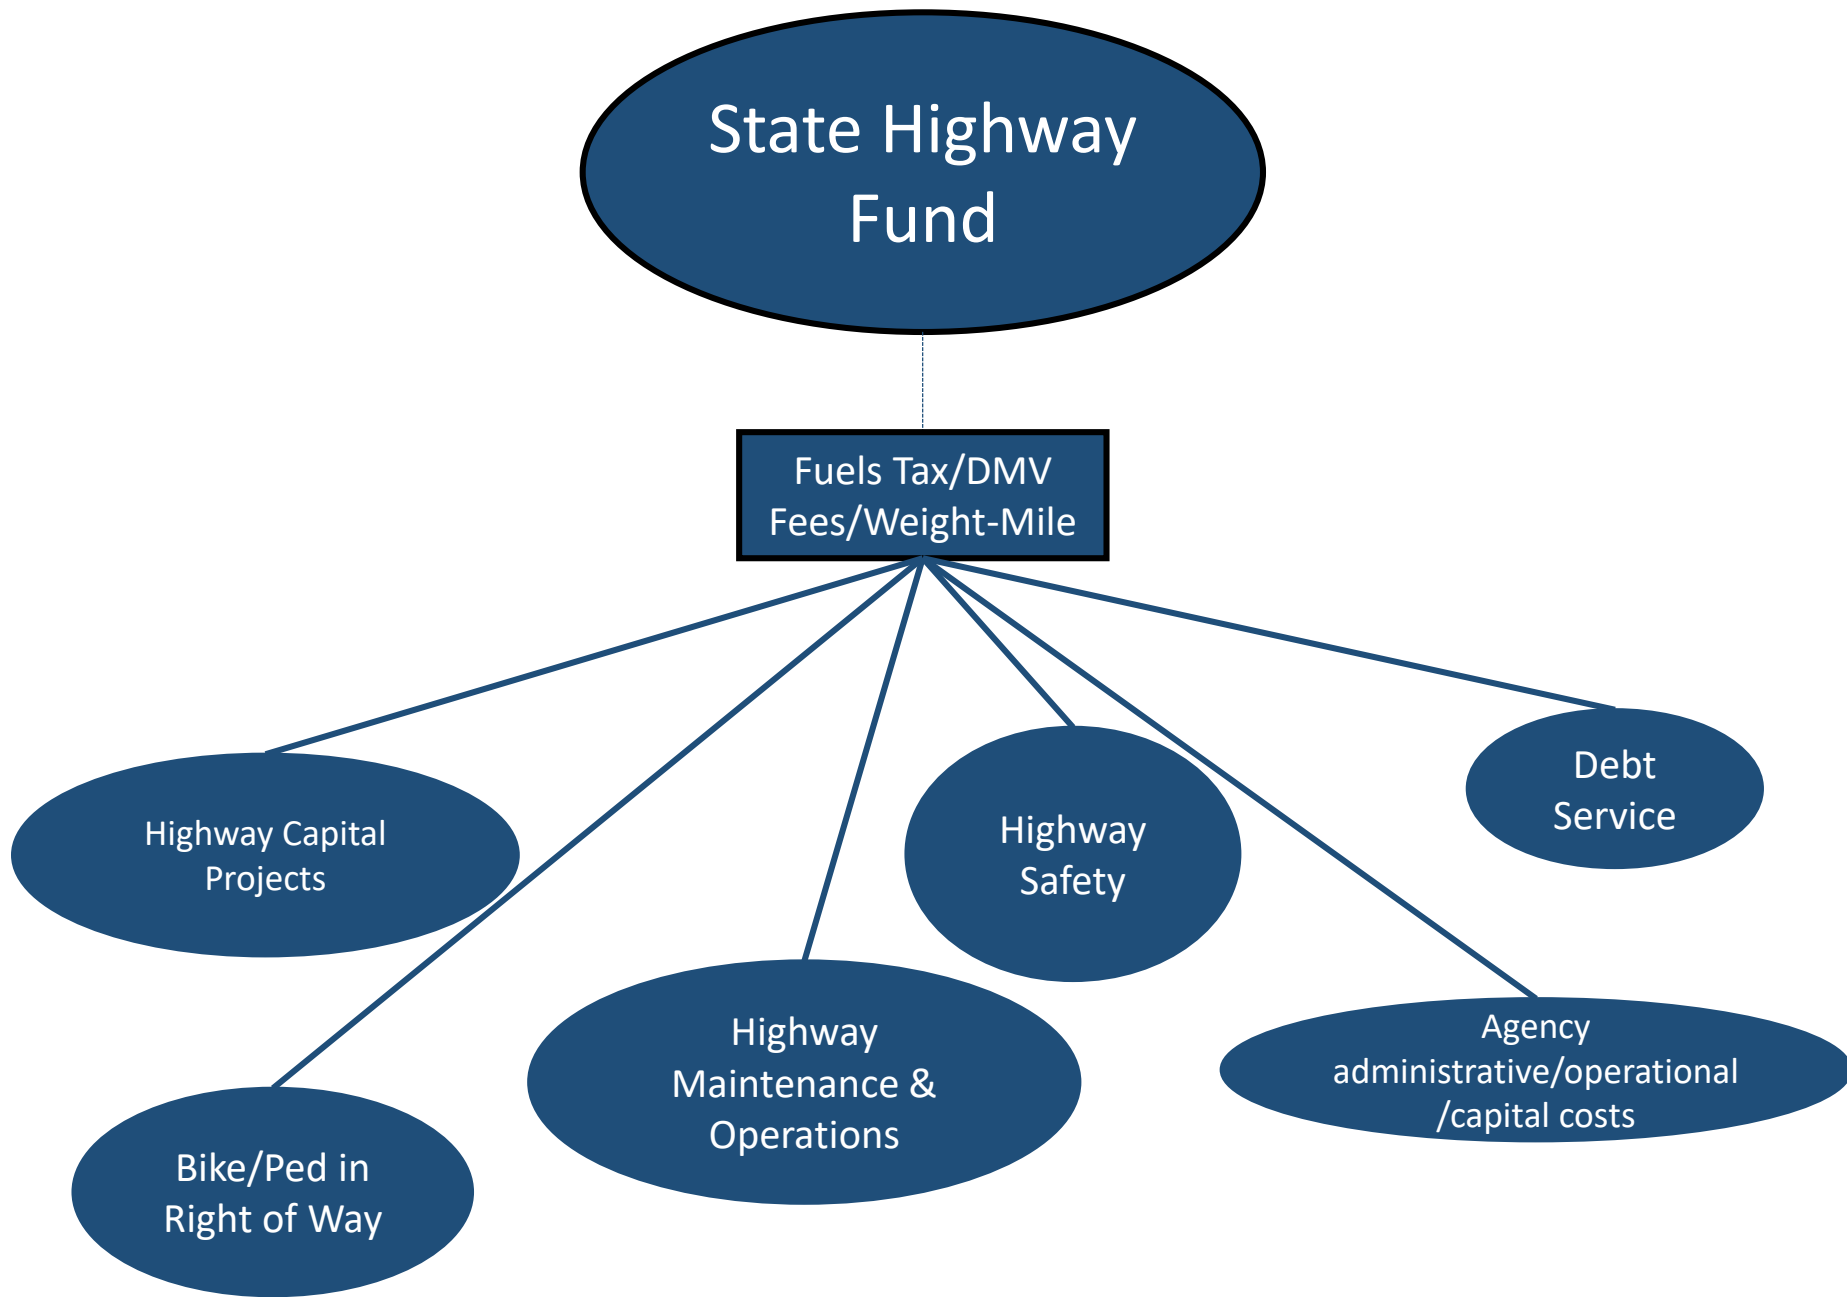 State Highway
Fund
Fuels Tax/DMV
Fees/Weight-Mile
Highway Capital
Projects
Bike/Ped in
Right of Way
Highway
Maintenance &
Operations
Highway
Safety
Agency
administrative/operational
/capital costs
Debt
Service